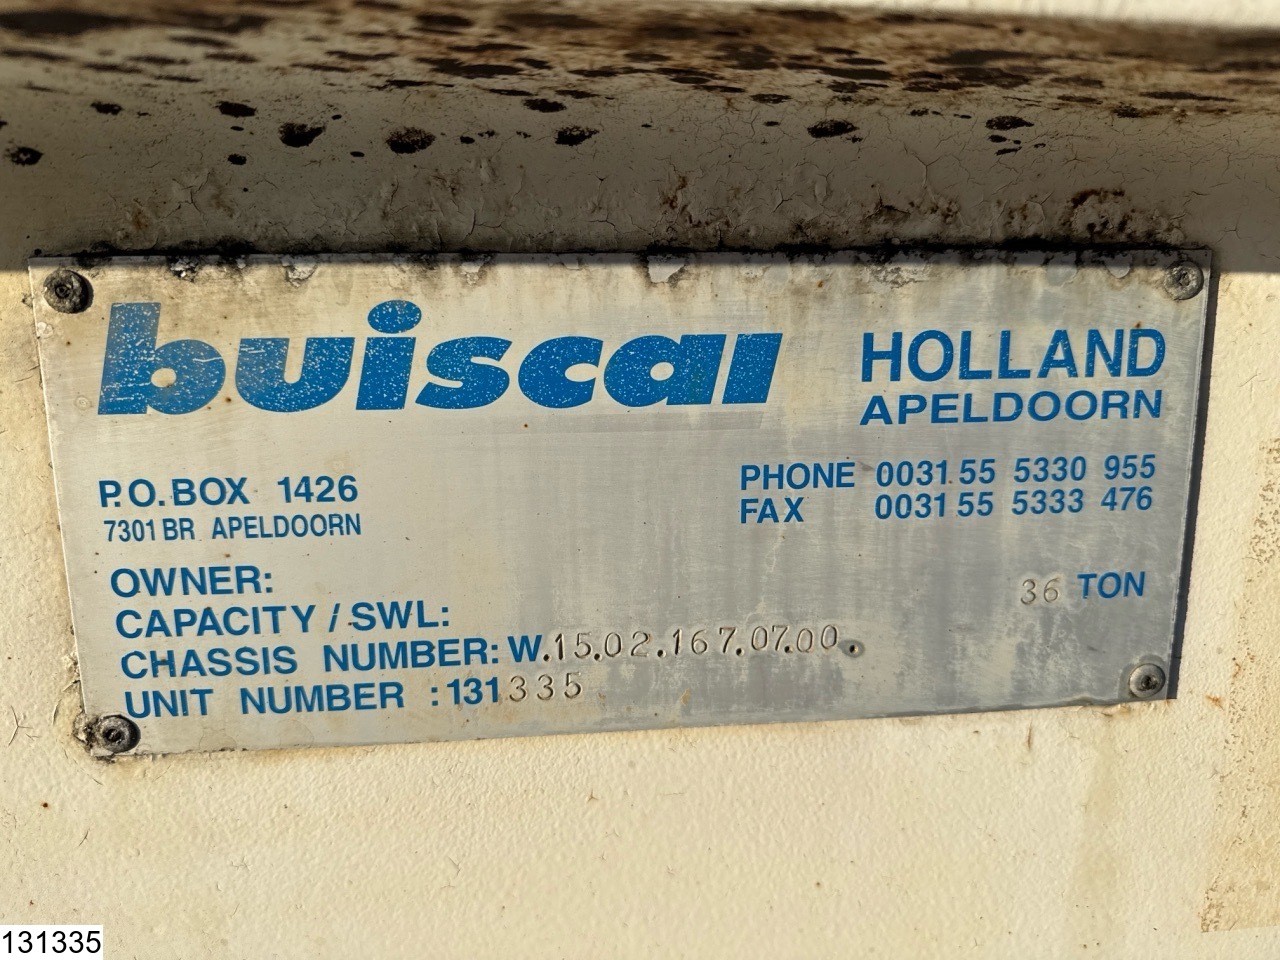 buiscar
HOLLAND
APELDOORN
P.O. BOX 1426
7301 BR APELDOORN
PHONE 0031 55 5330 955
FAX 0031 55 5333 476
OWNER:
CAPACITY / SWL: 36 TON
CHASSIS NUMBER: W.15.02.167.07.00.
UNIT NUMBER : 131335
131335